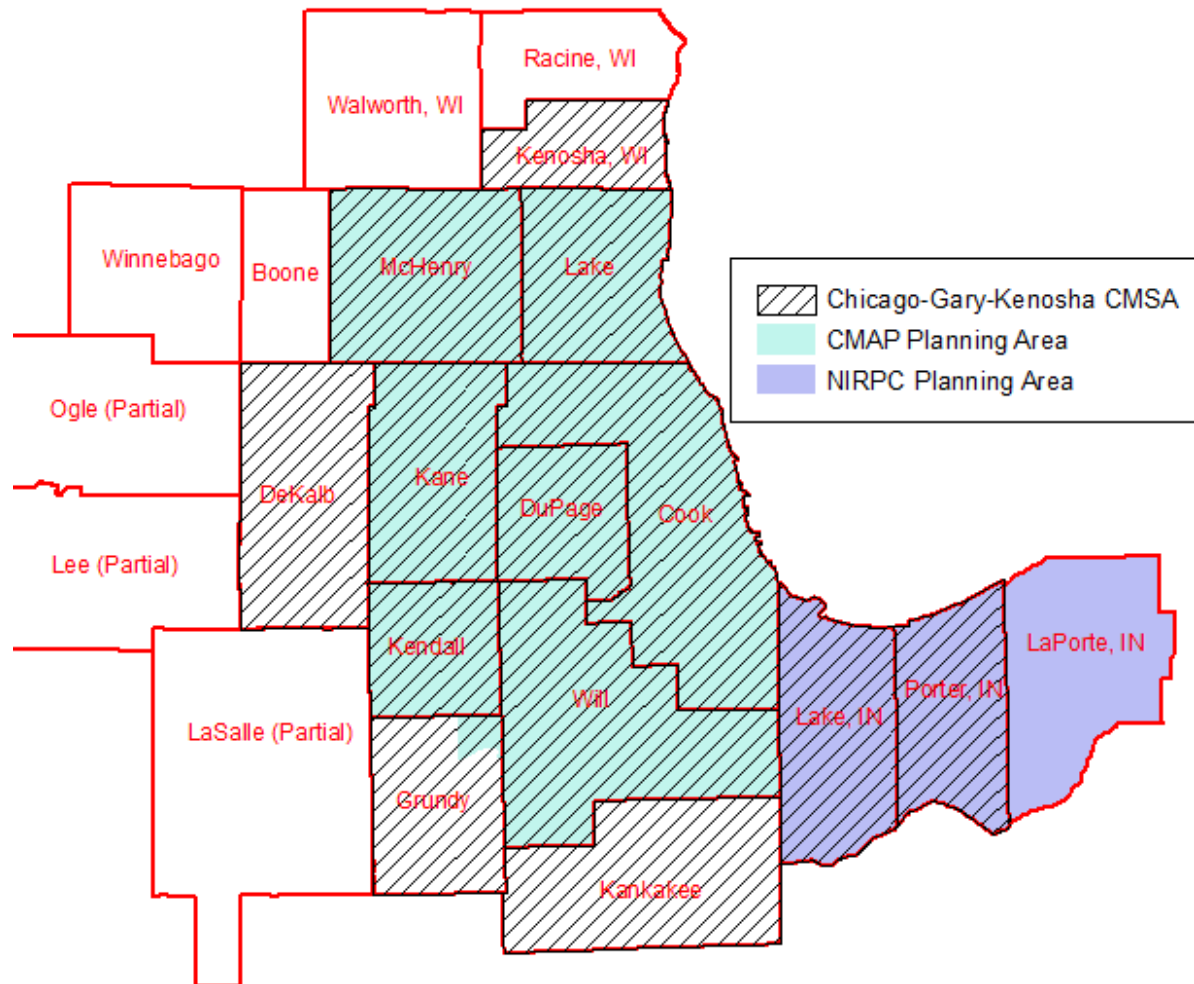 Racine, WI
Walworth, WI
Kenosha, WI
Winnebago
Boone
McHenry
Lake
Chicago-Gary-Kenosha CMSA
CMAP Planning Area
NIRPC Planning Area
Ogle (Partial)
DeKalb
Kane
DuPage
Cook
Lee (Partial)
Kendall
LaPorte, IN
Porter, IN
Will
Lake, IN
LaSalle (Partial)
Grundy
Kankakee